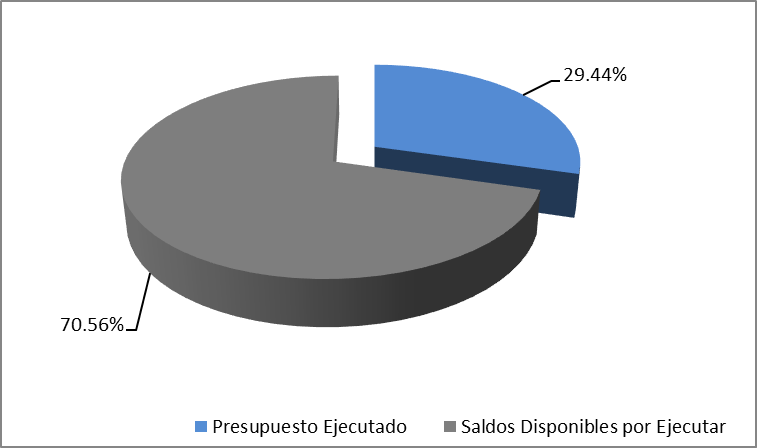 29.44%
70.56%
Presupuesto Ejecutado
Saldos Disponibles por Ejecutar